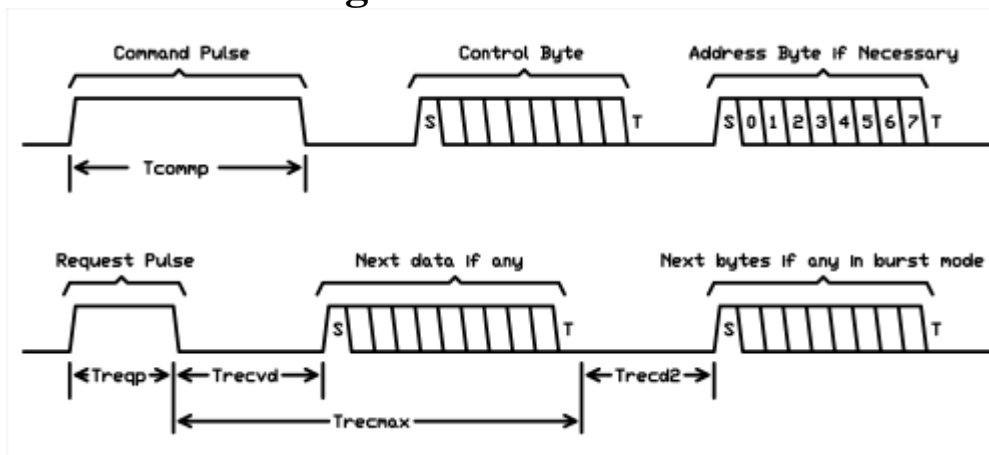 g
Command Pulse Control Byte Address Byte if Necessary
S T S 0 1 2 3 4 5 6 7 T
Tcommp
Request Pulse Next data if any Next bytes if any in burst mode
S T S T
Treqp Trecvd Trecd2
Trecmax